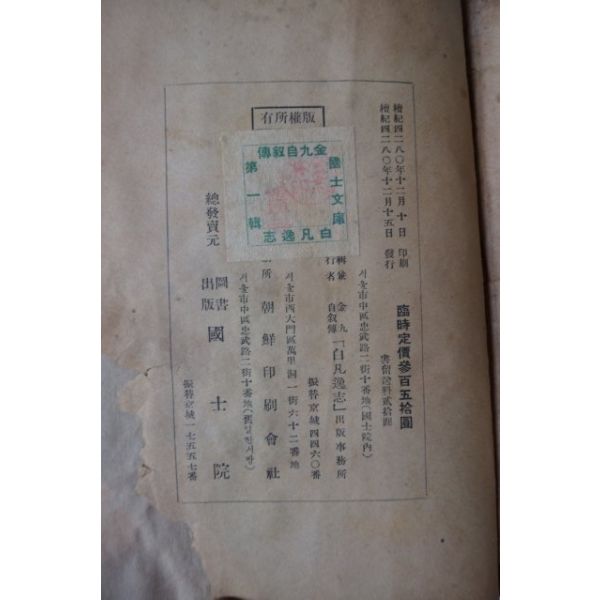 版權所有
金九自敍傳
國士文庫
第一輯
白凡逸志
檀紀四二八〇年十二月十日 印刷
檀紀四二八〇年十二月十五日 發行
臨時定價參百五拾圓
서울市中區忠武路二街十番地(國士院內)
輯兼 金九
行名 自敍傳「白凡逸志」出版事務所
振替京城四四六〇番
서울市西大門區萬里洞一街六十二番地
所 朝鮮印刷會社
서울市中區忠武路二街十番地
總發賣元
圖書出版 國士院
振替京城一七五五七番